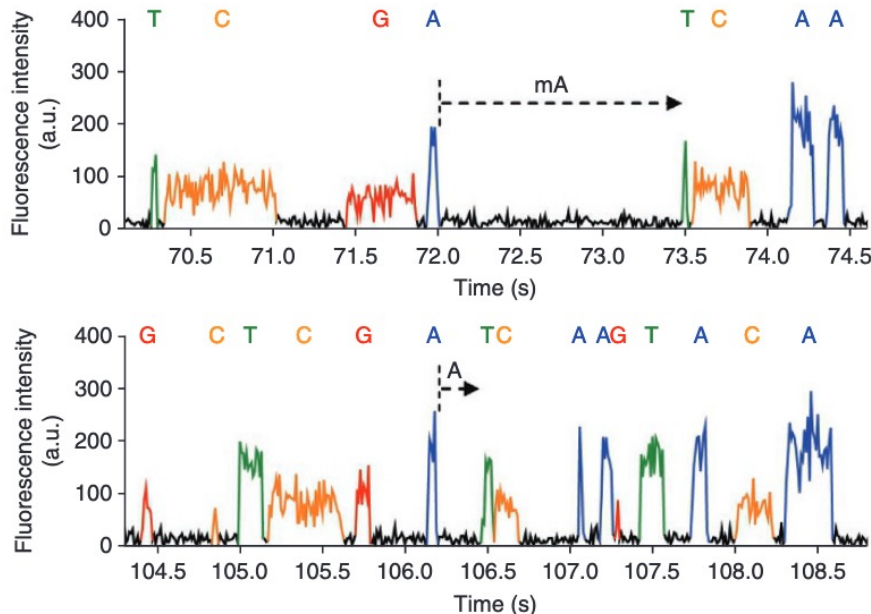 T C G A T C A A
400
300
200
100
0
Fluorescence intensity
(a.u.)
mA
70.5 71.0 71.5 72.0 72.5 73.0 73.5 74.0 74.5
Time (s)
G C T C G A T C A A G T A C A
400
300
200
100
0
Fluorescence intensity
(a.u.)
A
104.5 105.0 105.5 106.0 106.5 107.0 107.5 108.0 108.5
Time (s)